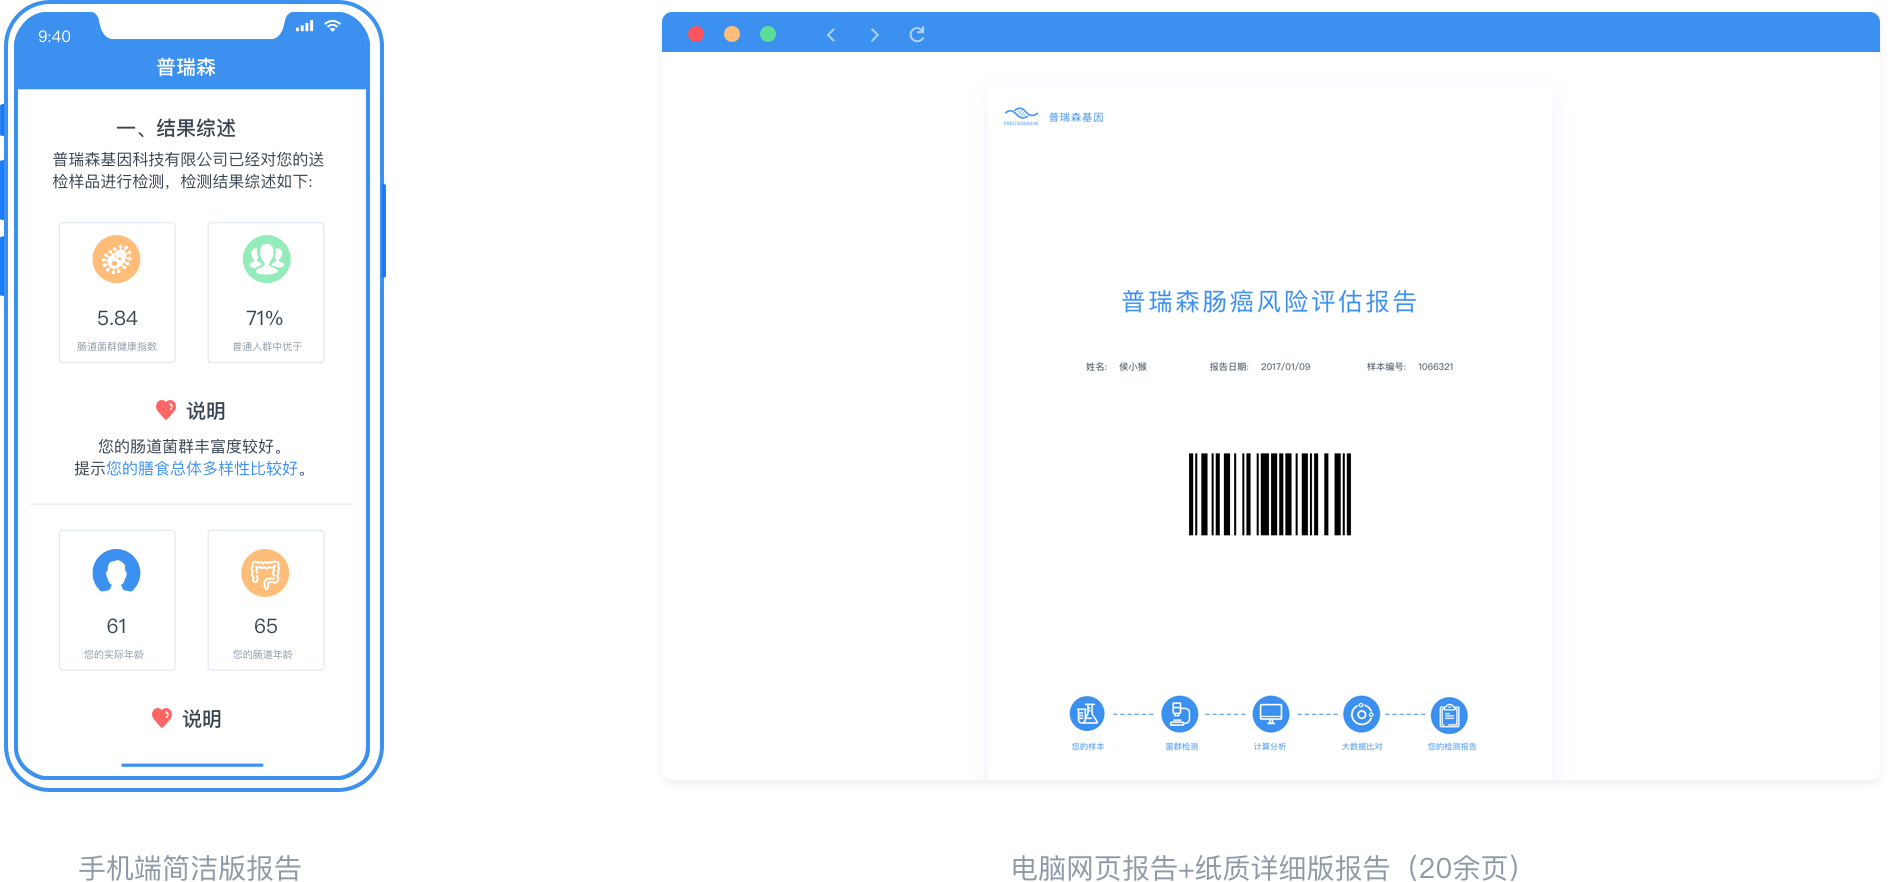 9:40
普瑞森
一、结果综述
普瑞森基因科技有限公司已经对您的送
检样品进行检测，检测结果综述如下:
5.84
71%
肠道菌群健康指数
普通人群中优于
说明
您的肠道菌群丰富度较好。
提示您的膳食总体多样性比较好。
61
65
您的实际年龄
您的肠道年龄
说明
手机端简洁版报告
PRECISIONGENE
普瑞森基因
普瑞森肠癌风险评估报告
姓名: 侯小猴 报告日期: 2017/01/09 样本编号: 1066321
您的样本 菌群检测 计算分析 大数据比对 您的检测报告
电脑网页报告+纸质详细版报告（20余页）